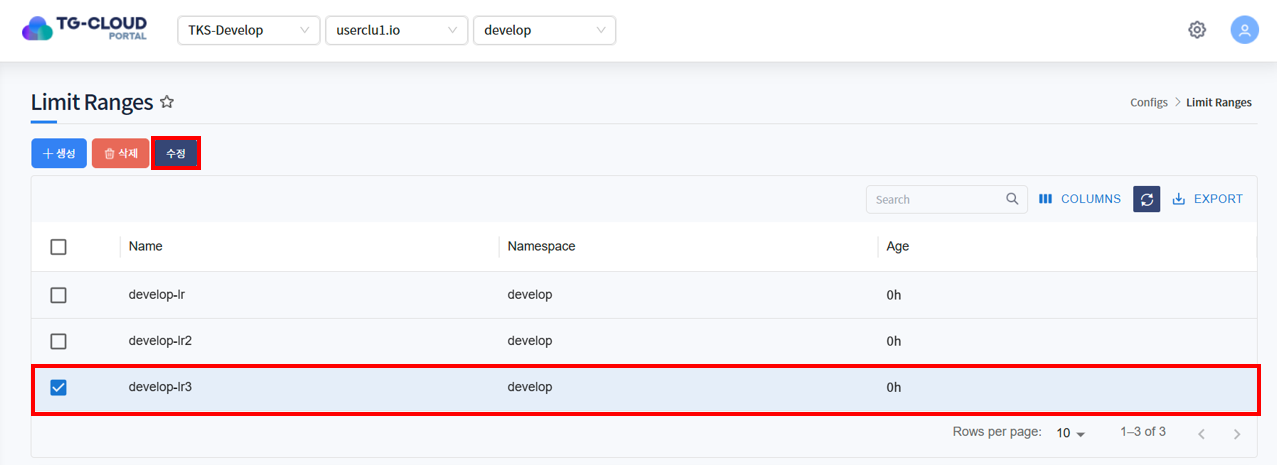 TG-CLOUD
PORTAL
TKS-Develop userclu1.io develop
Limit Ranges
Configs > Limit Ranges
+ 생성 삭제 수정
Search COLUMNS EXPORT
Name Namespace Age
develop-lr develop 0h
develop-lr2 develop 0h
develop-lr3 develop 0h
Rows per page: 10 1–3 of 3